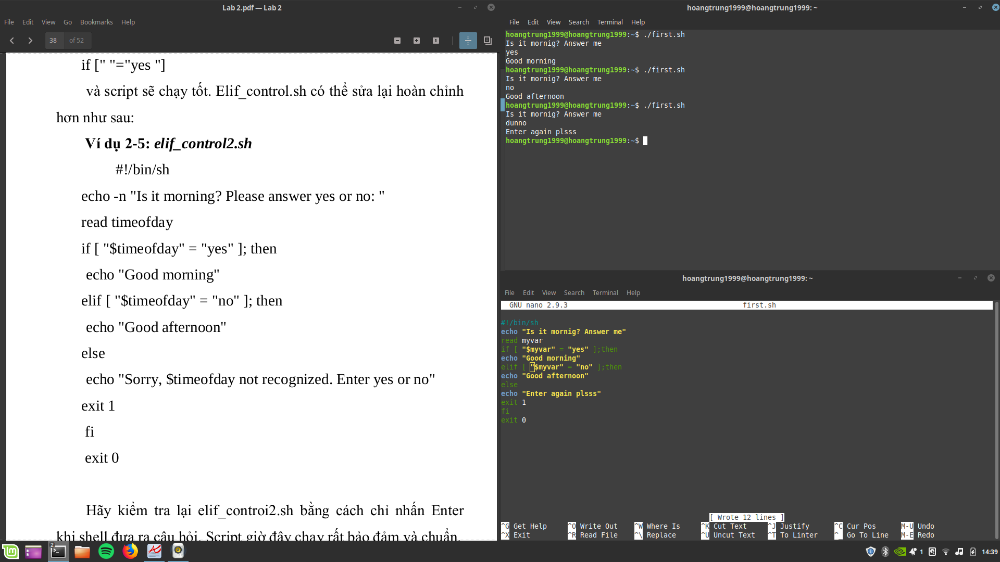 Lab 2.pdf — Lab 2
File Edit View Go Bookmarks Help
38 of 52
if [" "="yes "]
và script sẽ chạy tốt. Elif_control.sh có thể sửa lại hoàn chỉnh
hơn như sau:
Ví dụ 2-5: elif_control2.sh
#!/bin/sh
echo -n "Is it morning? Please answer yes or no: "
read timeofday
if [ "$timeofday" = "yes" ]; then
echo "Good morning"
elif [ "$timeofday" = "no" ]; then
echo "Good afternoon"
else
echo "Sorry, $timeofday not recognized. Enter yes or no"
exit 1
fi
exit 0
Hãy kiểm tra lại elif_controi2.sh bằng cách chỉ nhấn Enter
khi shell đưa ra câu hỏi. Script giờ đây chạy rất bảo đảm và chuẩn.
hoangtrung1999@hoangtrung1999: ~
File Edit View Search Terminal Help
hoangtrung1999@hoangtrung1999:~$ ./first.sh
Is it mornig? Answer me
yes
Good morning
hoangtrung1999@hoangtrung1999:~$ ./first.sh
Is it mornig? Answer me
no
Good afternoon
hoangtrung1999@hoangtrung1999:~$ ./first.sh
Is it mornig? Answer me
dunno
Enter again plsss
hoangtrung1999@hoangtrung1999:~$
hoangtrung1999@hoangtrung1999: ~
File Edit View Search Terminal Help
GNU nano 2.9.3 first.sh
#!/bin/sh
echo "Is it mornig? Answer me"
read myvar
if [ "$myvar" = "yes" ];then
echo "Good morning"
elif [ "$myvar" = "no" ];then
echo "Good afternoon"
else
echo "Enter again plsss"
exit 1
fi
exit 0
[ Wrote 12 lines ]
^G Get Help ^O Write Out ^W Where Is ^K Cut Text ^J Justify ^C Cur Pos M-U Undo
^X Exit ^R Read File ^\ Replace ^U Uncut Text ^T To Linter ^_ Go To Line M-E Redo
2
1 14:39